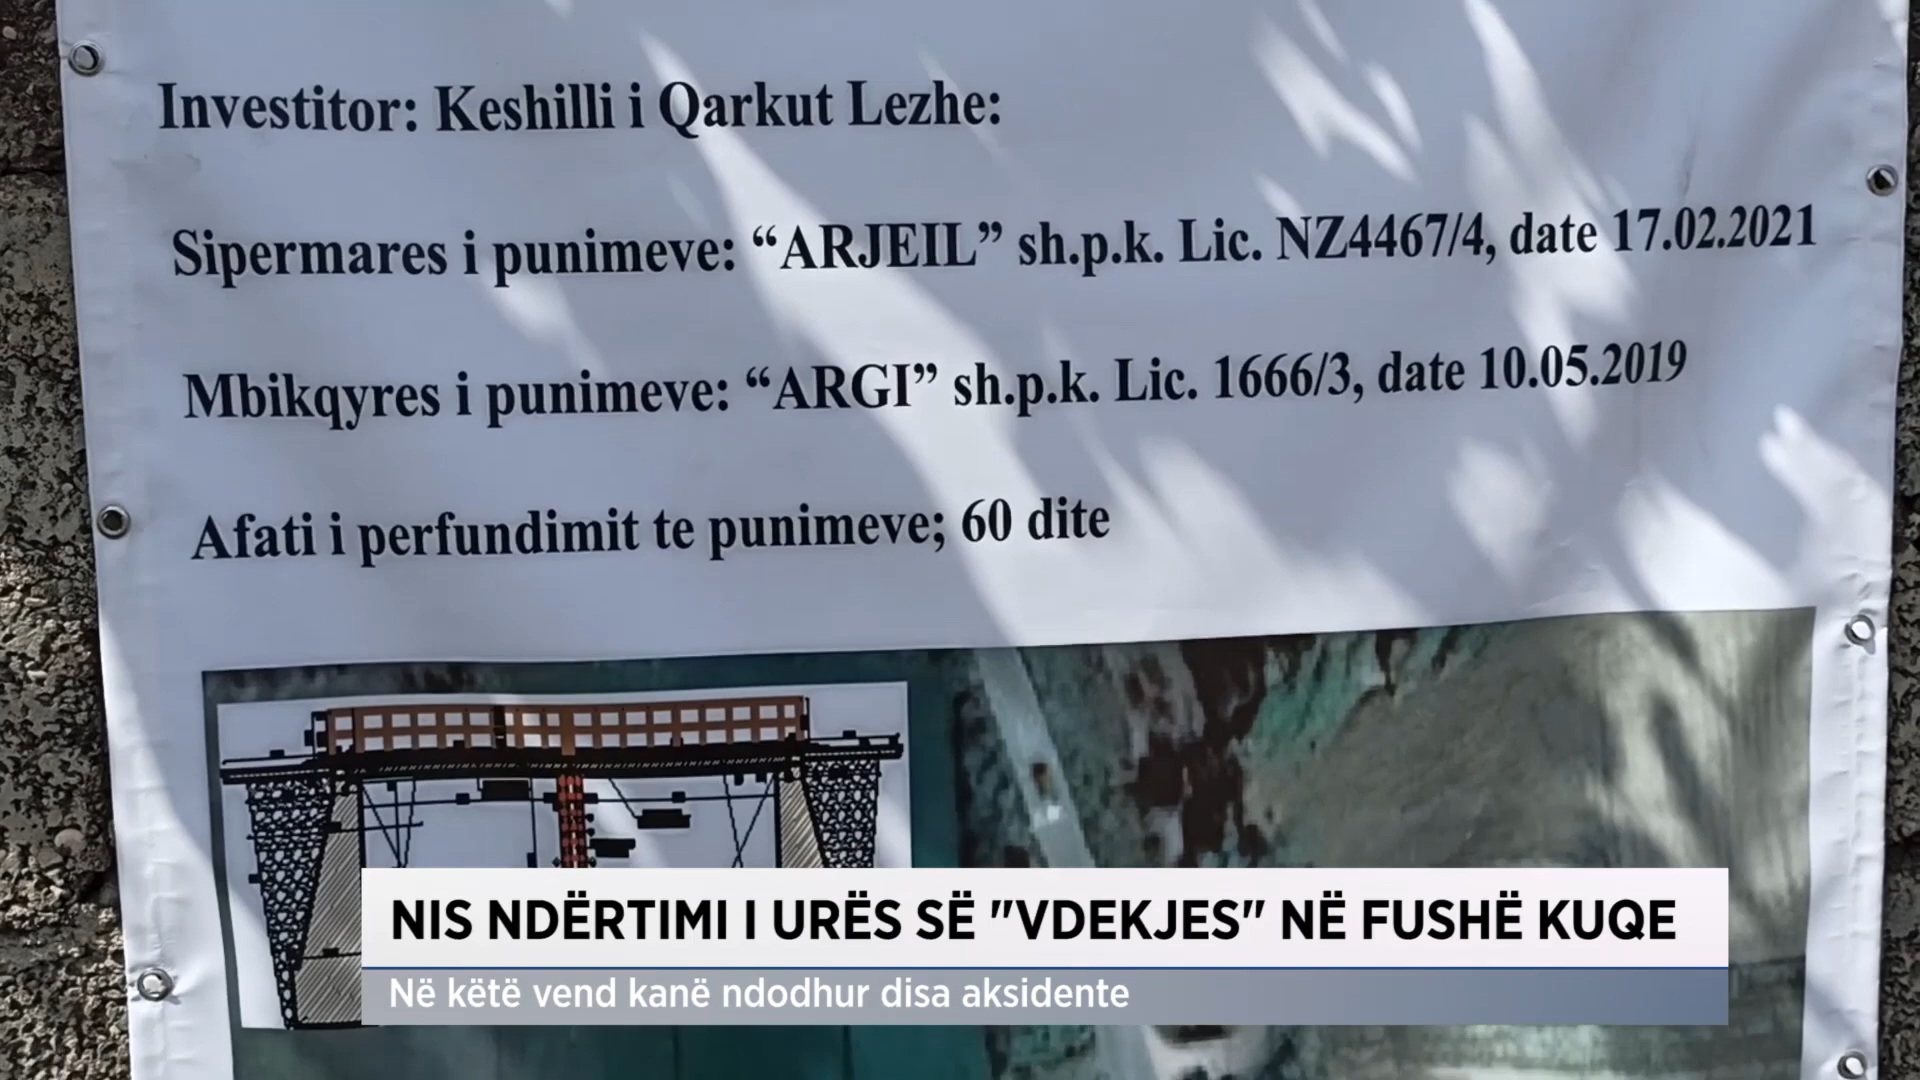 Investitor: Keshilli i Qarkut Lezhe:
Sipermares i punimeve: “ARJEIL” sh.p.k. Lic. NZ4467/4, date 17.02.2021
Mbikqyres i punimeve: “ARGI” sh.p.k. Lic. 1666/3, date 10.05.2019
Afati i perfundimit te punimeve; 60 dite
NIS NDËRTIMI I URËS SË "VDEKJES" NË FUSHË KUQE
Në këtë vend kanë ndodhur disa aksidente